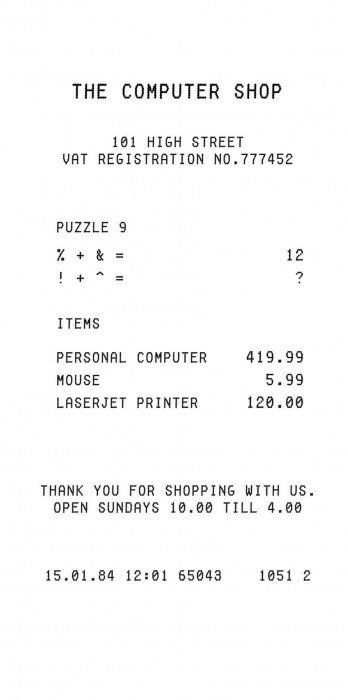 THE COMPUTER SHOP
101 HIGH STREET
VAT REGISTRATION NO.777452
PUZZLE 9
% + & = 12
! + ^ = ?
ITEMS
PERSONAL COMPUTER 419.99
MOUSE 5.99
LASERJET PRINTER 120.00
THANK YOU FOR SHOPPING WITH US.
OPEN SUNDAYS 10.00 TILL 4.00
15.01.84 12:01 65043 1051 2